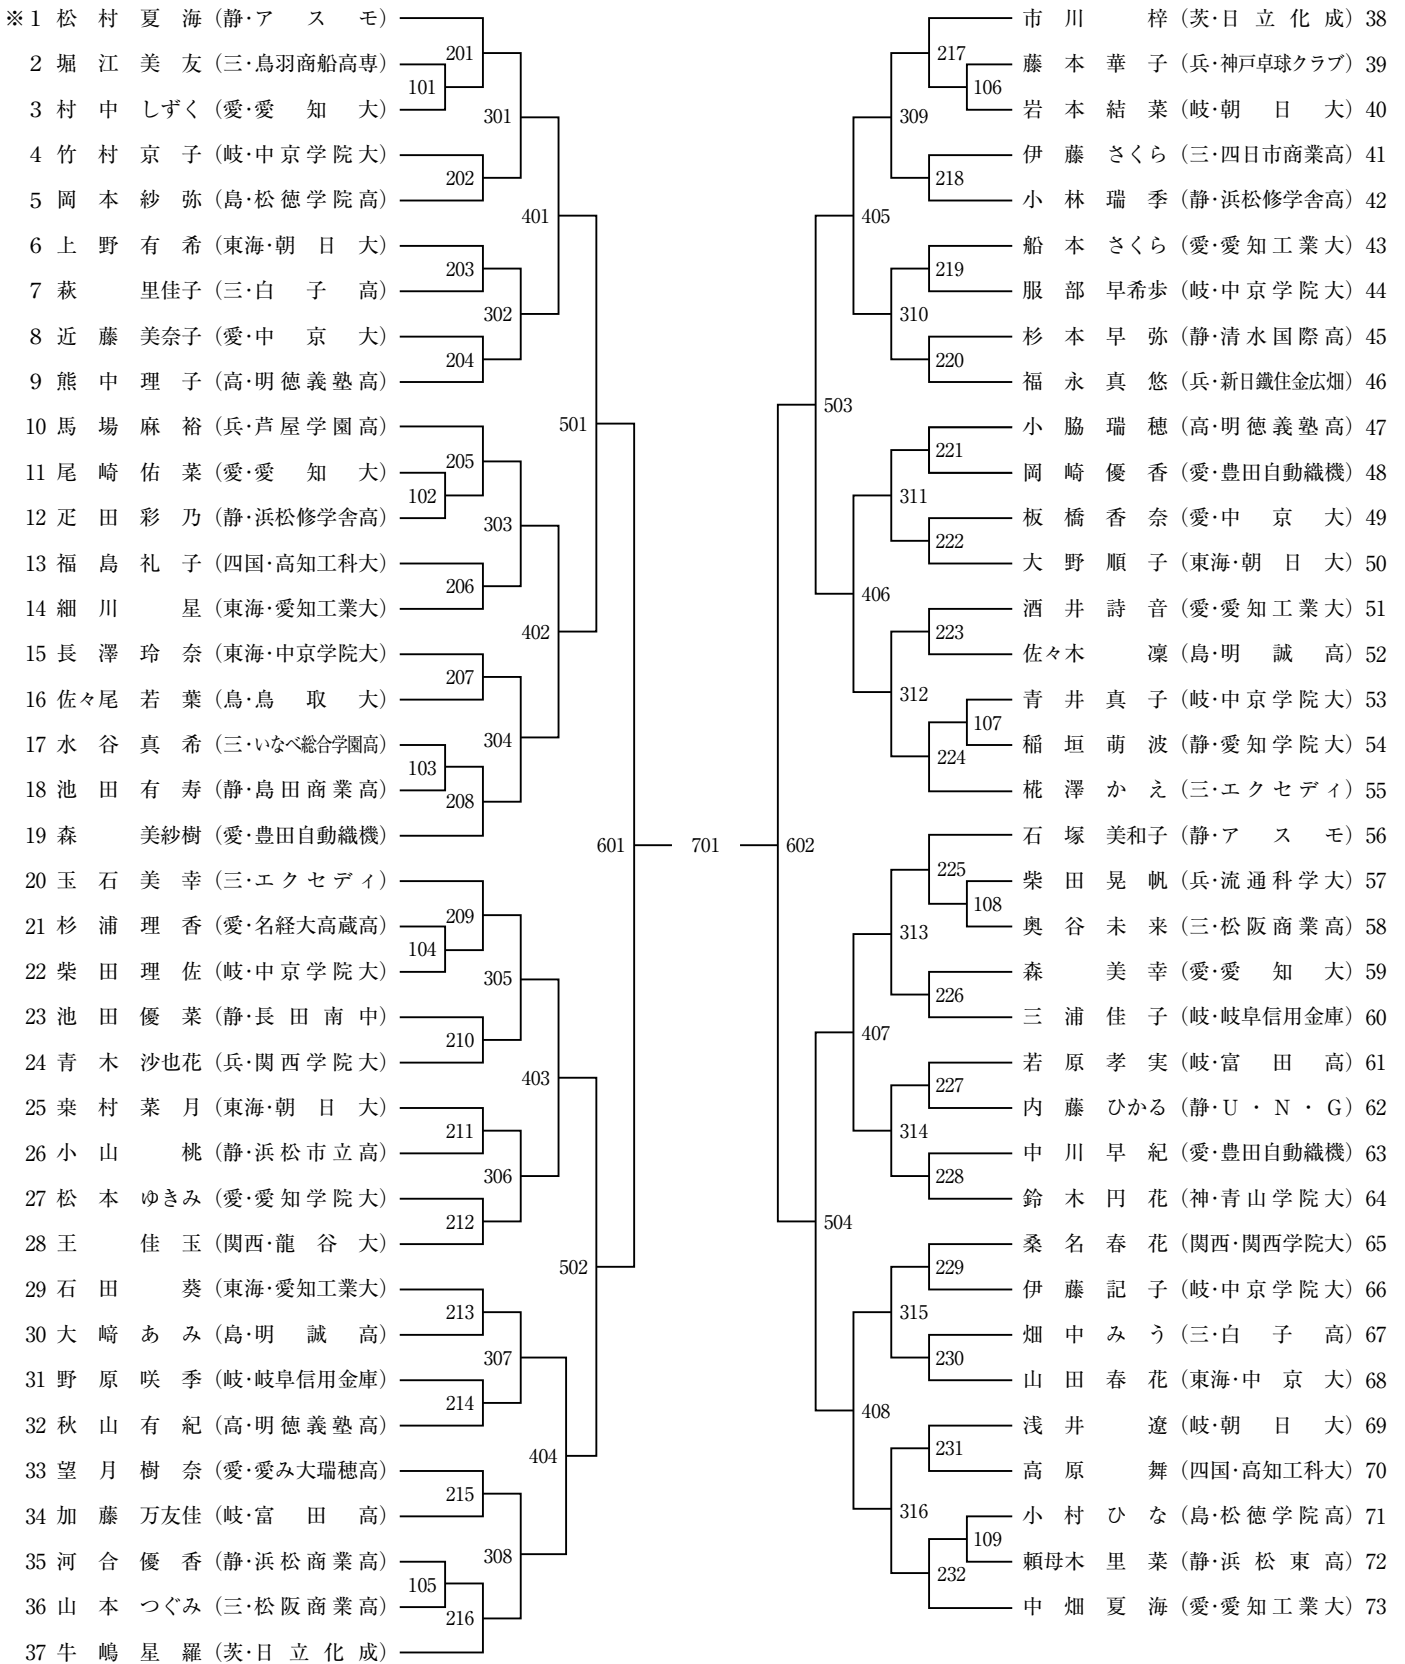 ※1 松村夏海（静・アスモ）
201
2 堀江美友（三・鳥羽商船高専）
101
3 村中しずく（愛・愛知大）
301
4 竹村京子（岐・中京学院大）
202
5 岡本紗弥（島・松徳学院高）
401
6 上野有希（東海・朝日大）
203
7 萩里佳子（三・白子高）
302
8 近藤美奈子（愛・中京大）
204
9 熊中理子（高・明徳義塾高）
501
10 馬場麻裕（兵・芦屋学園高）
205
11 尾崎佑菜（愛・愛知大）
102
12 疋田彩乃（静・浜松修学舎高）
303
13 福島礼子（四国・高知工科大）
206
14 細川星（東海・愛知工業大）
402
15 長澤玲奈（東海・中京学院大）
207
16 佐々尾若葉（鳥・鳥取大）
17 水谷真希（三・いなべ総合学園高）
304
103
18 池田有寿（静・島田商業高）
208
19 森美紗樹（愛・豊田自動織機）
601
20 玉石美幸（三・エクセディ）
209
21 杉浦理香（愛・名経大高蔵高）
104
22 柴田理佐（岐・中京学院大）
305
23 池田優菜（静・長田南中）
210
24 青木沙也花（兵・関西学院大）
403
25 桒村菜月（東海・朝日大）
211
26 小山桃（静・浜松市立高）
306
27 松本ゆきみ（愛・愛知学院大）
212
28 王佳玉（関西・龍谷大）
502
29 石田葵（東海・愛知工業大）
213
30 大﨑あみ（島・明誠高）
307
31 野原咲季（岐・岐阜信用金庫）
214
32 秋山有紀（高・明徳義塾高）
404
33 望月樹奈（愛・愛み大瑞穂高）
215
34 加藤万友佳（岐・富田高）
35 河合優香（静・浜松商業高）
308
105
36 山本つぐみ（三・松阪商業高）
216
37 牛嶋星羅（茨・日立化成）
701
市川梓（茨・日立化成）38
217
藤本華子（兵・神戸卓球クラブ）39
106
岩本結菜（岐・朝日大）40
309
伊藤さくら（三・四日市商業高）41
218
小林瑞季（静・浜松修学舎高）42
405
船本さくら（愛・愛知工業大）43
219
服部早希歩（岐・中京学院大）44
310
杉本早弥（静・清水国際高）45
220
福永真悠（兵・新日鐵住金広畑）46
503
小脇瑞穂（高・明徳義塾高）47
221
岡崎優香（愛・豊田自動織機）48
311
板橋香奈（愛・中京大）49
222
大野順子（東海・朝日大）50
406
酒井詩音（愛・愛知工業大）51
223
佐々木凜（島・明誠高）52
312
青井真子（岐・中京学院大）53
107
稲垣萌波（静・愛知学院大）54
224
椛澤かえ（三・エクセディ）55
602
石塚美和子（静・アスモ）56
225
柴田晃帆（兵・流通科学大）57
108
奥谷未来（三・松阪商業高）58
313
森美幸（愛・愛知大）59
226
三浦佳子（岐・岐阜信用金庫）60
407
若原孝実（岐・富田高）61
227
内藤ひかる（静・U・N・G）62
314
中川早紀（愛・豊田自動織機）63
228
鈴木円花（神・青山学院大）64
504
桑名春花（関西・関西学院大）65
229
伊藤記子（岐・中京学院大）66
315
畑中みう（三・白子高）67
230
山田春花（東海・中京大）68
408
浅井遼（岐・朝日大）69
231
高原舞（四国・高知工科大）70
316
小村ひな（島・松徳学院高）71
109
頼母木里菜（静・浜松東高）72
232
中畑夏海（愛・愛知工業大）73